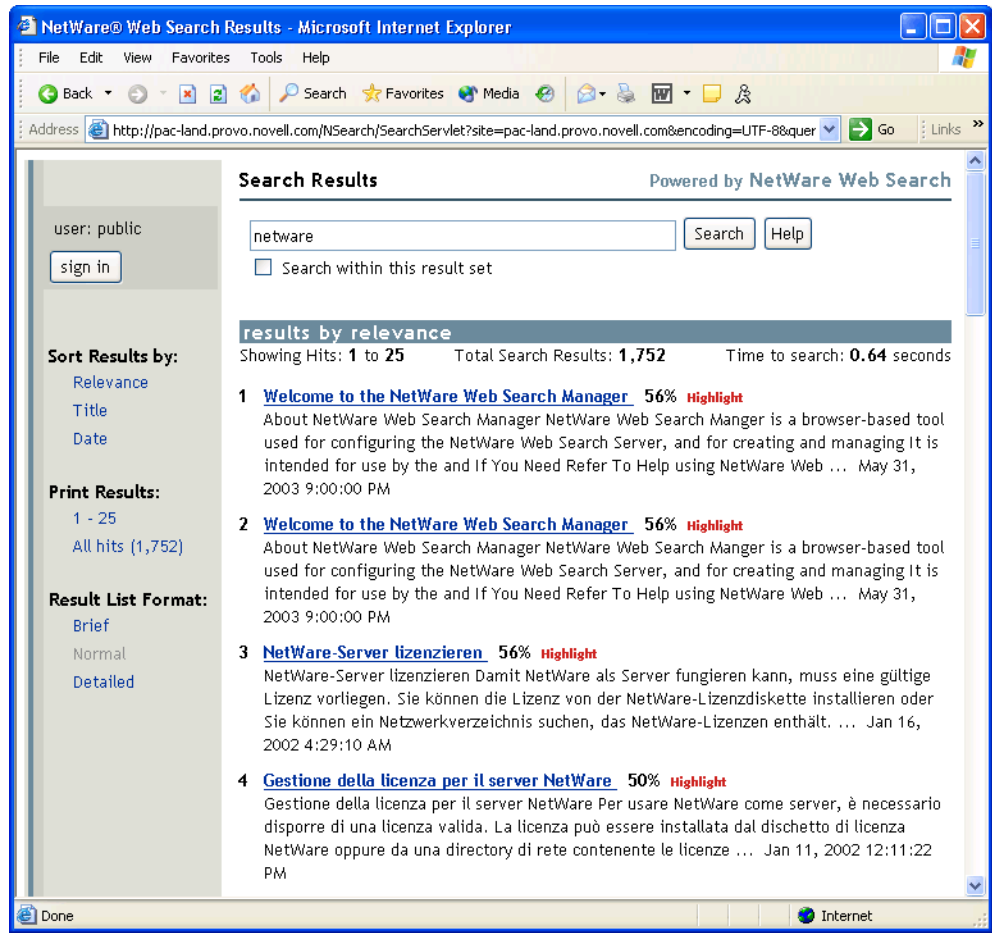 NetWare® Web Search Results - Microsoft Internet Explorer
File Edit View Favorites Tools Help
Back Search Favorites Media
Address http://pac-land.provo.novell.com/NSearch/SearchServlet?site=pac-land.provo.novell.com&encoding=UTF-8&quer Go Links »
Search Results Powered by NetWare Web Search
user: public
sign in
netware Search Help
Search within this result set
results by relevance
Showing Hits: 1 to 25 Total Search Results: 1,752 Time to search: 0.64 seconds
Sort Results by:
Relevance
Title
Date
Print Results:
1 - 25
All hits (1,752)
Result List Format:
Brief
Normal
Detailed
1 Welcome to the NetWare Web Search Manager 56% Highlight
About NetWare Web Search Manager NetWare Web Search Manger is a browser-based tool
used for configuring the NetWare Web Search Server, and for creating and managing It is
intended for use by the and If You Need Refer To Help using NetWare Web ... May 31,
2003 9:00:00 PM
2 Welcome to the NetWare Web Search Manager 56% Highlight
About NetWare Web Search Manager NetWare Web Search Manger is a browser-based tool
used for configuring the NetWare Web Search Server, and for creating and managing It is
intended for use by the and If You Need Refer To Help using NetWare Web ... May 31,
2003 9:00:00 PM
3 NetWare-Server lizenzieren 56% Highlight
NetWare-Server lizenzieren Damit NetWare als Server fungieren kann, muss eine gültige
Lizenz vorliegen. Sie können die Lizenz von der NetWare-Lizenzdiskette installieren oder
Sie können ein Netzwerkverzeichnis suchen, das NetWare-Lizenzen enthält. ... Jan 16,
2002 4:29:10 AM
4 Gestione della licenza per il server NetWare 50% Highlight
Gestione della licenza per il server NetWare Per usare NetWare come server, è necessario
disporre di una licenza valida. La licenza può essere installata dal dischetto di licenza
NetWare oppure da una directory di rete contenente le licenze ... Jan 11, 2002 12:11:22
PM
Done Internet